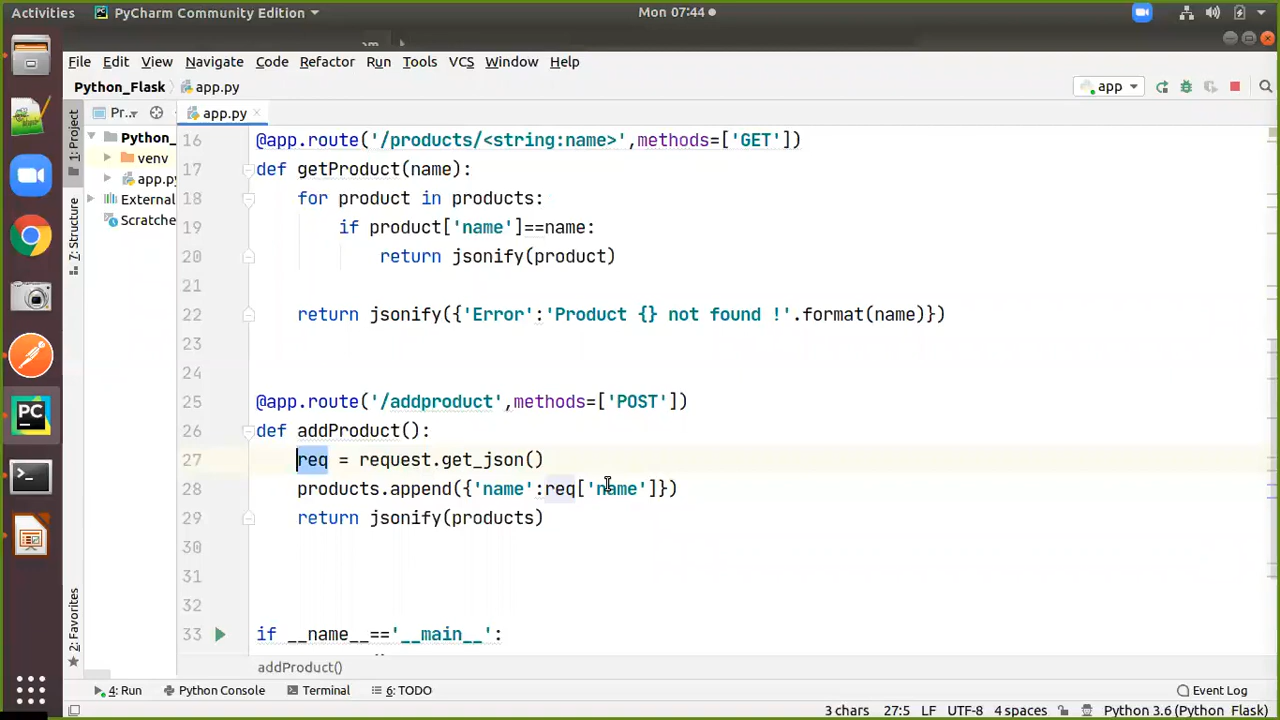 Activities PyCharm Community Edition Mon 07:44
File Edit View Navigate Code Refactor Run Tools VCS Window Help
Python_Flask app.py app
1: Project
Pr... app.py
Python_
venv
app.py
External
Scratche
7: Structure
2: Favorites
16 @app.route('/products/<string:name>',methods=['GET'])
17 def getProduct(name):
18 for product in products:
19 if product['name']==name:
20 return jsonify(product)
21
22 return jsonify({'Error':'Product {} not found !'.format(name)})
23
24
25 @app.route('/addproduct',methods=['POST'])
26 def addProduct():
27 req = request.get_json()
28 products.append({'name':req['name']})
29 return jsonify(products)
30
31
32
33 if __name__=='__main__':
addProduct()
4: Run Python Console Terminal 6: TODO Event Log
3 chars 27:5 LF UTF-8 4 spaces Python 3.6 (Python_Flask)